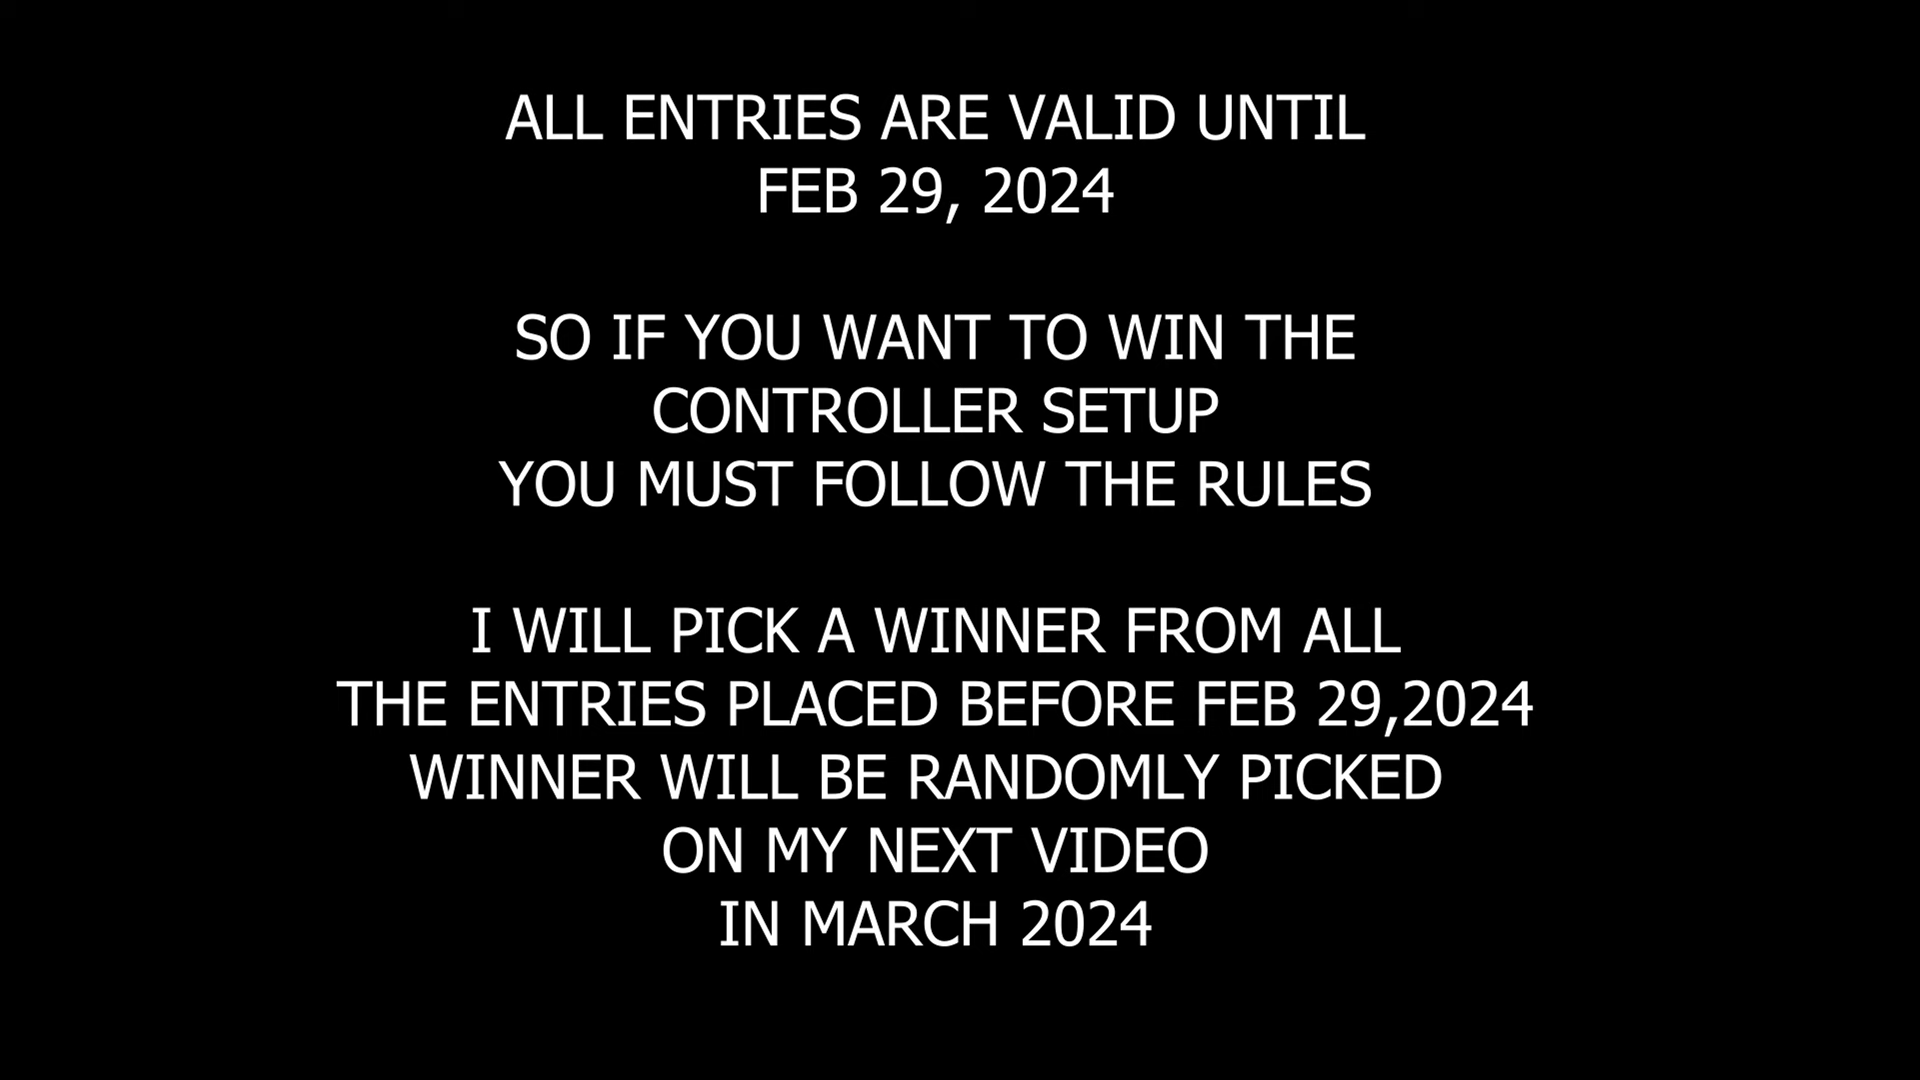 ALL ENTRIES ARE VALID UNTIL
FEB 29, 2024
SO IF YOU WANT TO WIN THE
CONTROLLER SETUP
YOU MUST FOLLOW THE RULES
I WILL PICK A WINNER FROM ALL
THE ENTRIES PLACED BEFORE FEB 29,2024
WINNER WILL BE RANDOMLY PICKED
ON MY NEXT VIDEO
IN MARCH 2024